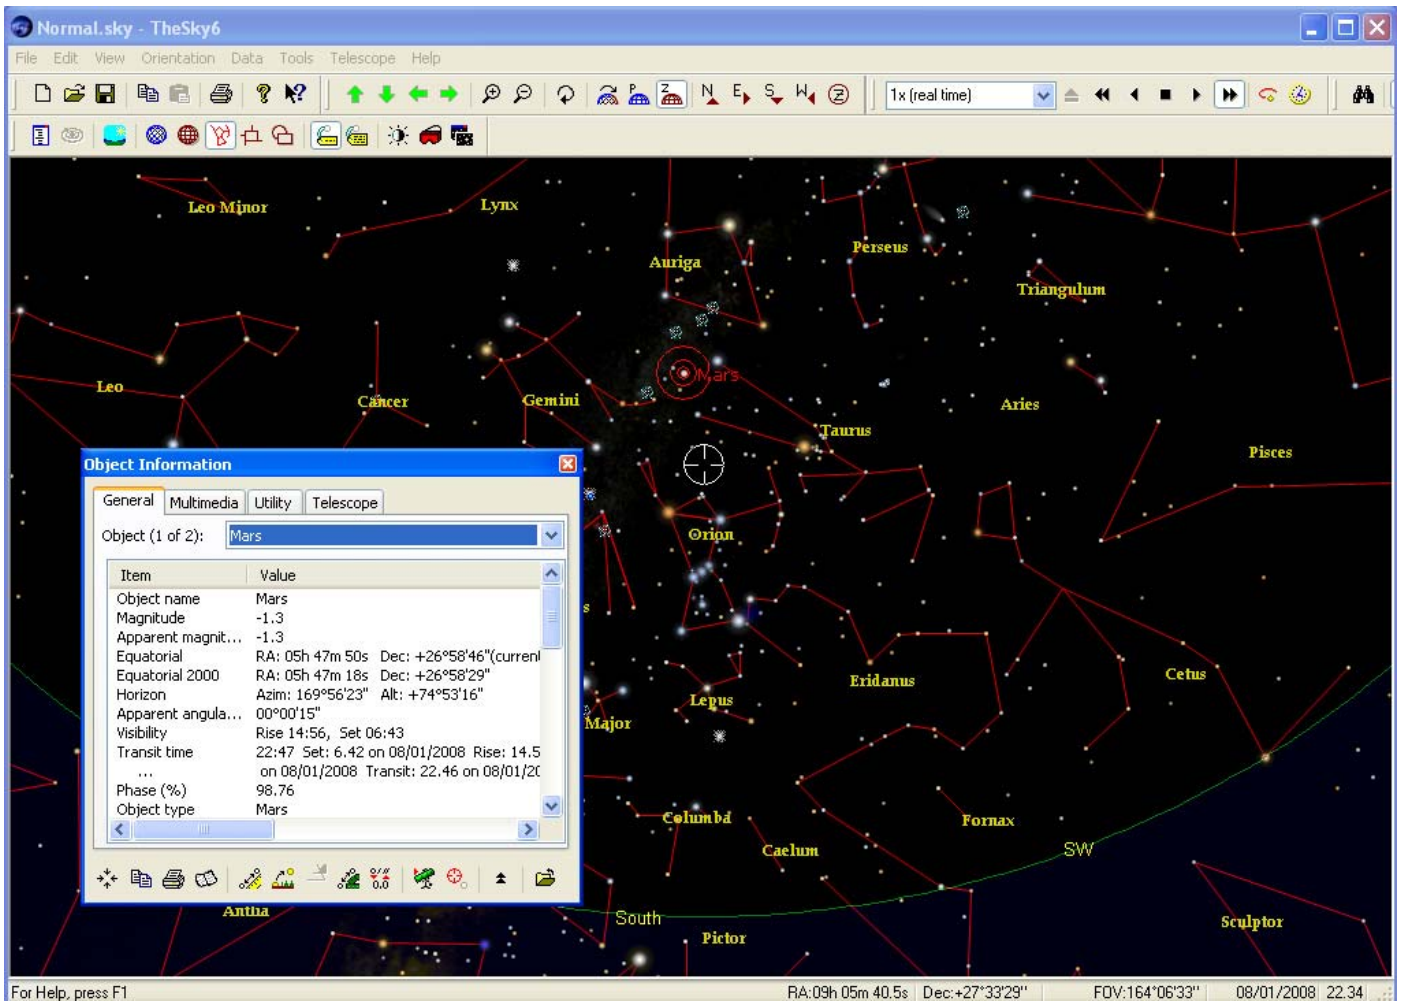 Normal.sky - TheSky6
File Edit View Orientation Data Tools Telescope Help
P Z N E S W Z 1x (real time)
Leo Minor
Lynx
Perseus
Auriga
Triangulum
Mars
Leo
Cancer
Gemini
Aries
Taurus
Pisces
Orion
Eridanus
Cetus
Lepus
Major
s
Columba
Fornax
Caelum
SW
South
Antlia
Pictor
Sculptor
Object Information
General Multimedia Utility Telescope
Object (1 of 2): Mars
Item Value
Object name Mars
Magnitude -1.3
Apparent magnit... -1.3
Equatorial RA: 05h 47m 50s Dec: +26°58'46"(curren
Equatorial 2000 RA: 05h 47m 18s Dec: +26°58'29"
Horizon Azim: 169°56'23" Alt: +74°53'16"
Apparent angula... 00°00'15"
Visibility Rise 14:56, Set 06:43
Transit time 22:47 Set: 6.42 on 08/01/2008 Rise: 14.5
... on 08/01/2008 Transit: 22.46 on 08/01/20
Phase (%) 98.76
Object type Mars
For Help, press F1 RA:09h 05m 40.5s Dec:+27°33'29" FOV:164°06'33" 08/01/2008 22.34